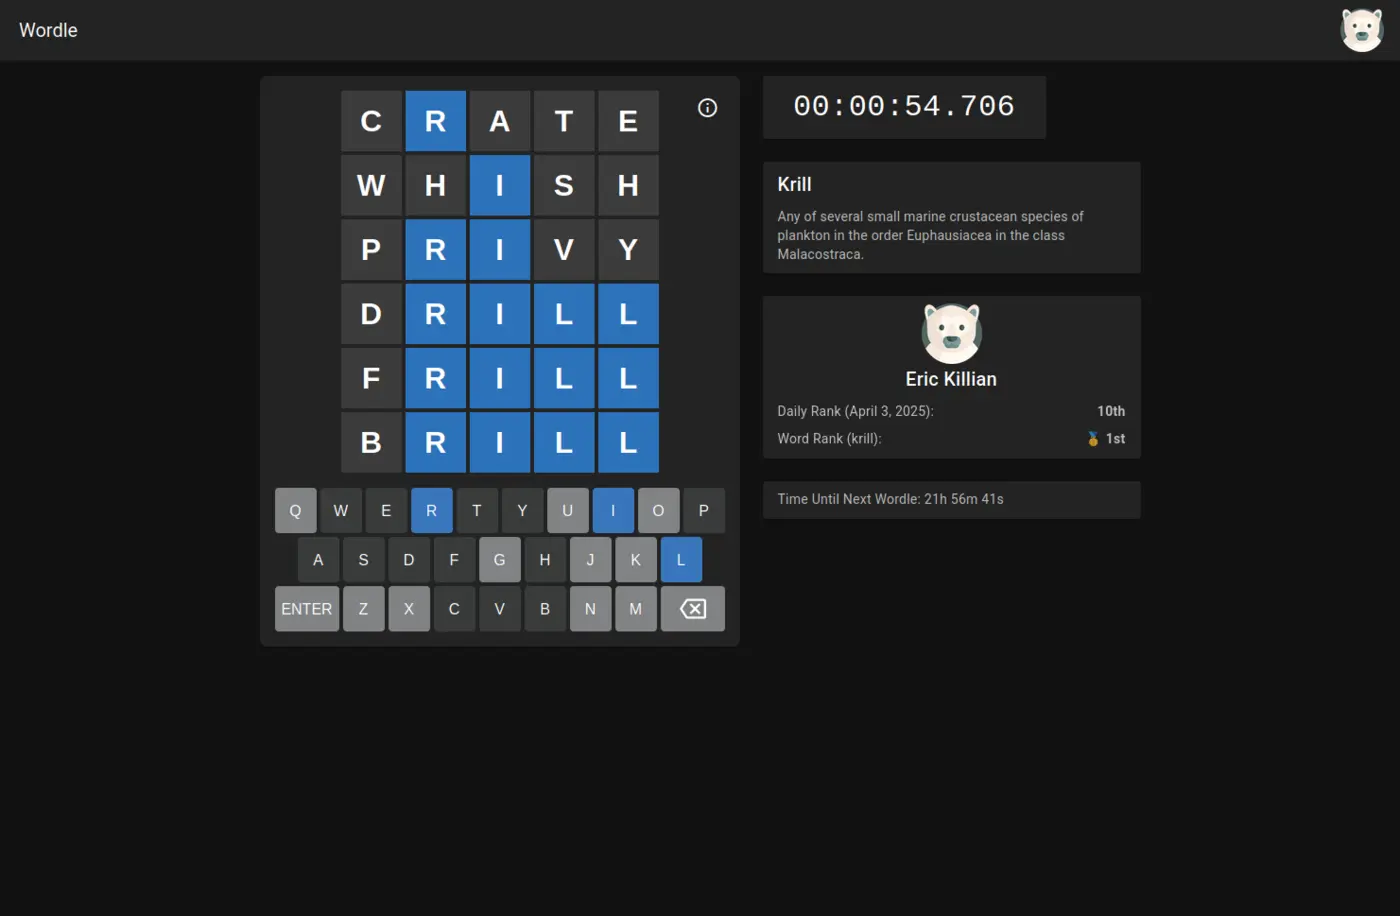 Wordle
C R A T E
W H I S H
P R I V Y
D R I L L
F R I L L
B R I L L
Q W E R T Y U I O P
A S D F G H J K L
ENTER Z X C V B N M
00:00:54.706
Krill
Any of several small marine crustacean species of
plankton in the order Euphausiacea in the class
Malacostraca.
Eric Killian
Daily Rank (April 3, 2025): 10th
Word Rank (krill): 🏅 1st
Time Until Next Wordle: 21h 56m 41s